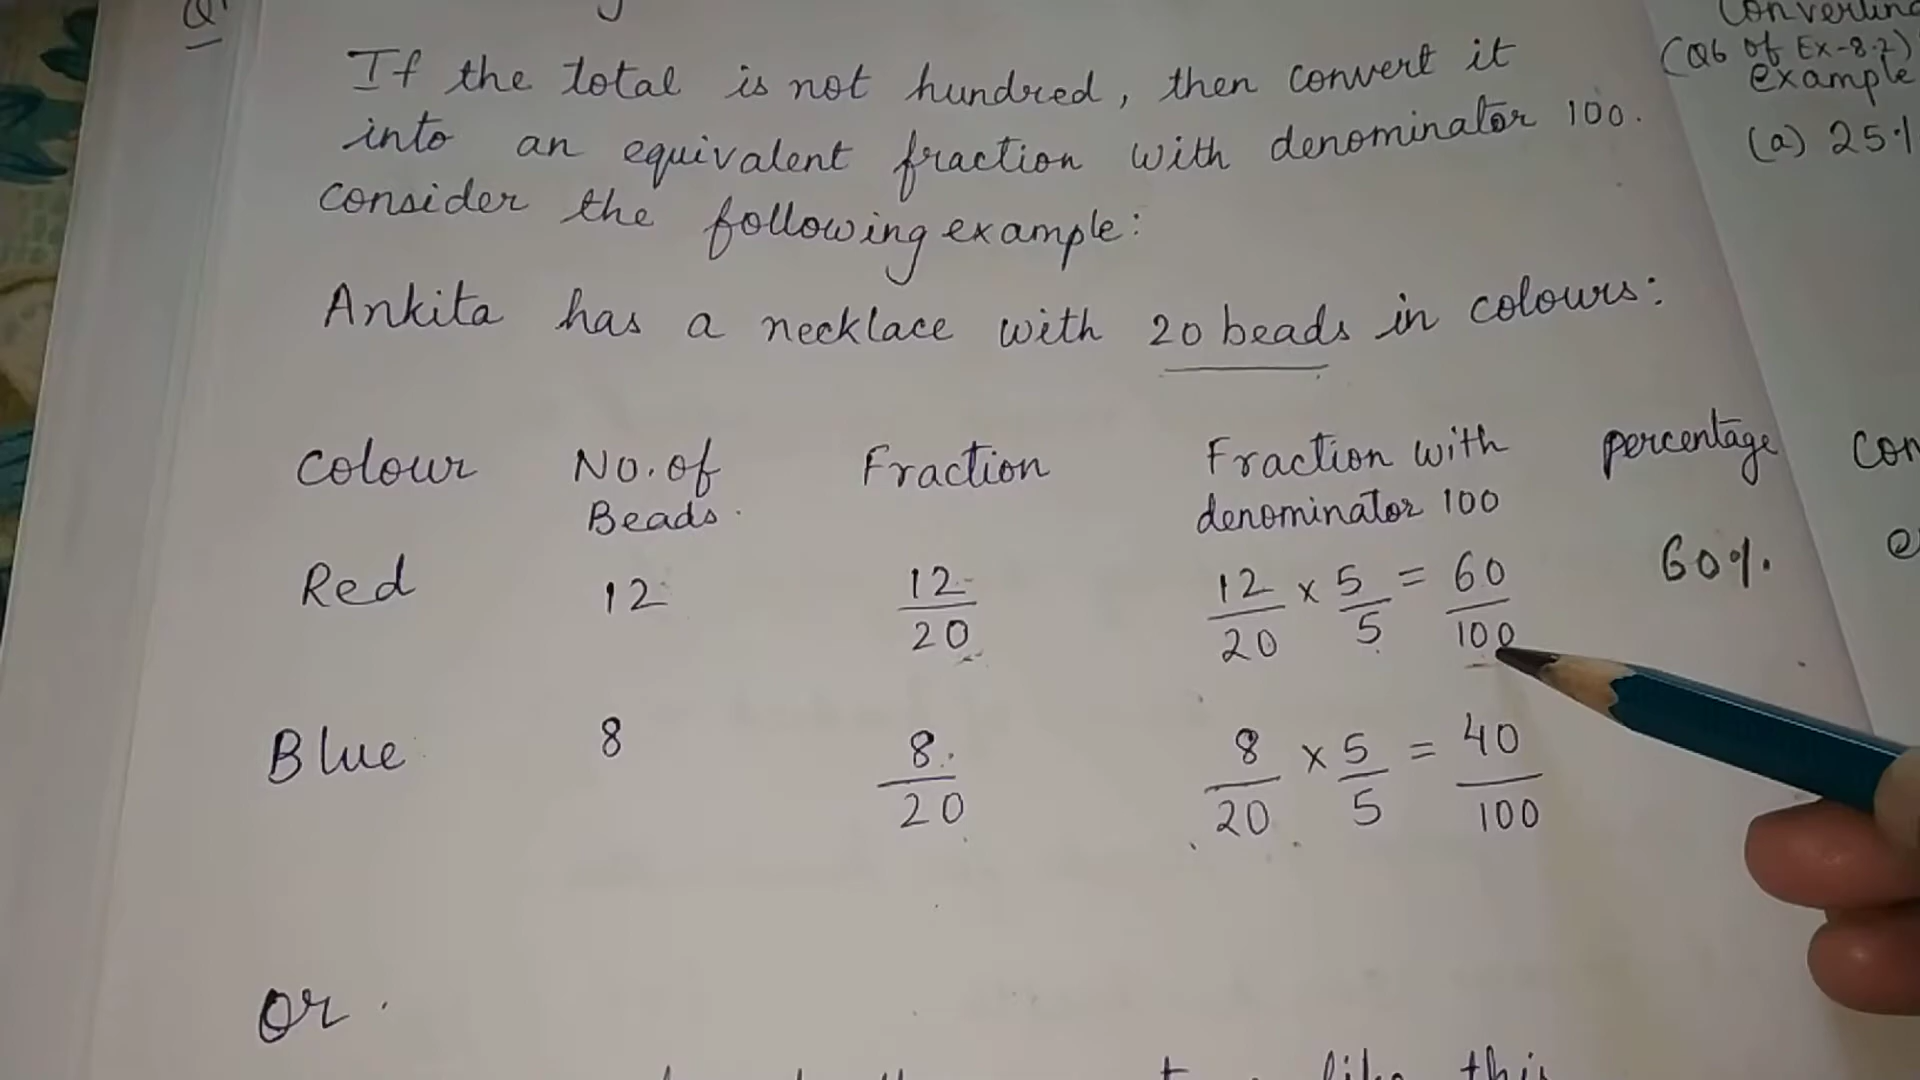 Q
If the total is not hundred, then convert it
into an equivalent fraction with denominator 100.
consider the following example:
Ankita has a necklace with 20 beads in colours:
Colour No. of Beads. Fraction Fraction with denominator 100 percentage
Red 12 12/20 12/20 × 5/5 = 60/100 60%.
Blue 8 8/20 8/20 × 5/5 = 40/100
or.
like this
(Q6 of Ex-8.2)
example
(a) 25%